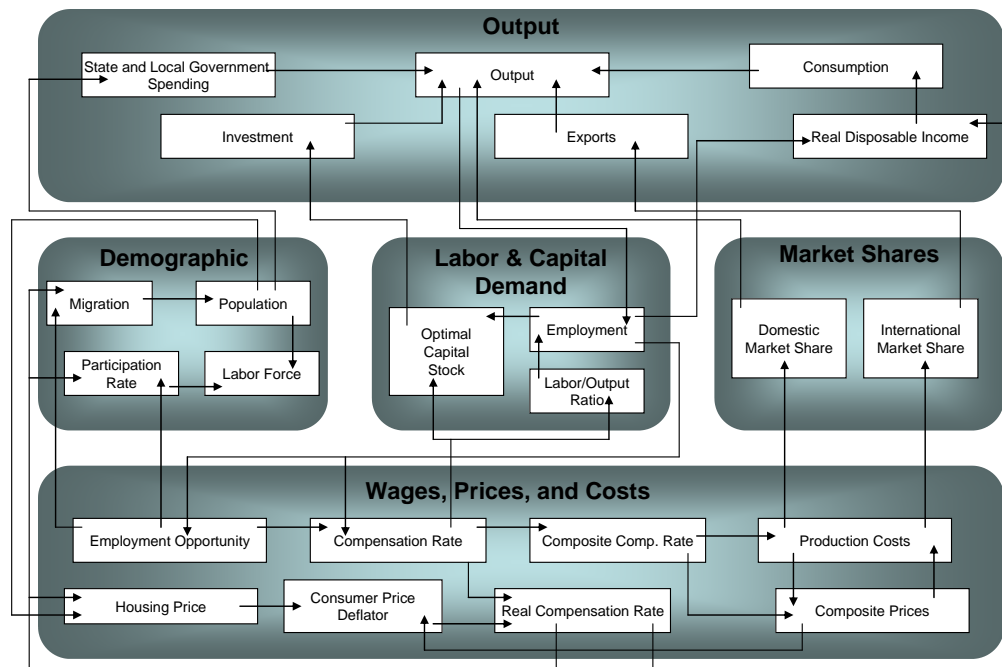 Output
State and Local Government
Spending
Output
Consumption
Investment
Exports
Real Disposable Income
Demographic
Migration
Population
Participation
Rate
Labor Force
Labor & Capital
Demand
Optimal
Capital
Stock
Employment
Labor/Output
Ratio
Market Shares
Domestic
Market Share
International
Market Share
Wages, Prices, and Costs
Employment Opportunity
Compensation Rate
Composite Comp. Rate
Production Costs
Housing Price
Consumer Price
Deflator
Real Compensation Rate
Composite Prices